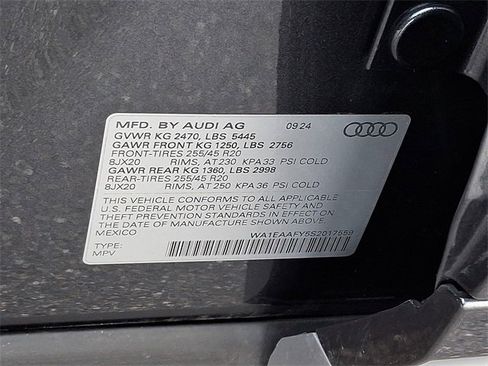 MFD. BY AUDI AG 09 24
GVWR KG 2470, LBS 5445
GAWR FRONT KG 1250, LBS 2756
FRONT-TIRES 255/45 R20
8JX20 RIMS, AT 230 KPA 33 PSI COLD
GAWR REAR KG 1360, LBS 2998
REAR-TIRES 255/45 R20
8JX20 RIMS, AT 250 KPA 36 PSI COLD
THIS VEHICLE CONFORMS TO ALL APPLICABLE
U.S. FEDERAL MOTOR VEHICLE SAFETY AND
THEFT PREVENTION STANDARDS IN EFFECT ON
THE DATE OF MANUFACTURE SHOWN ABOVE.
MEXICO WA1EAAFY5S2017559
TYPE:
MPV